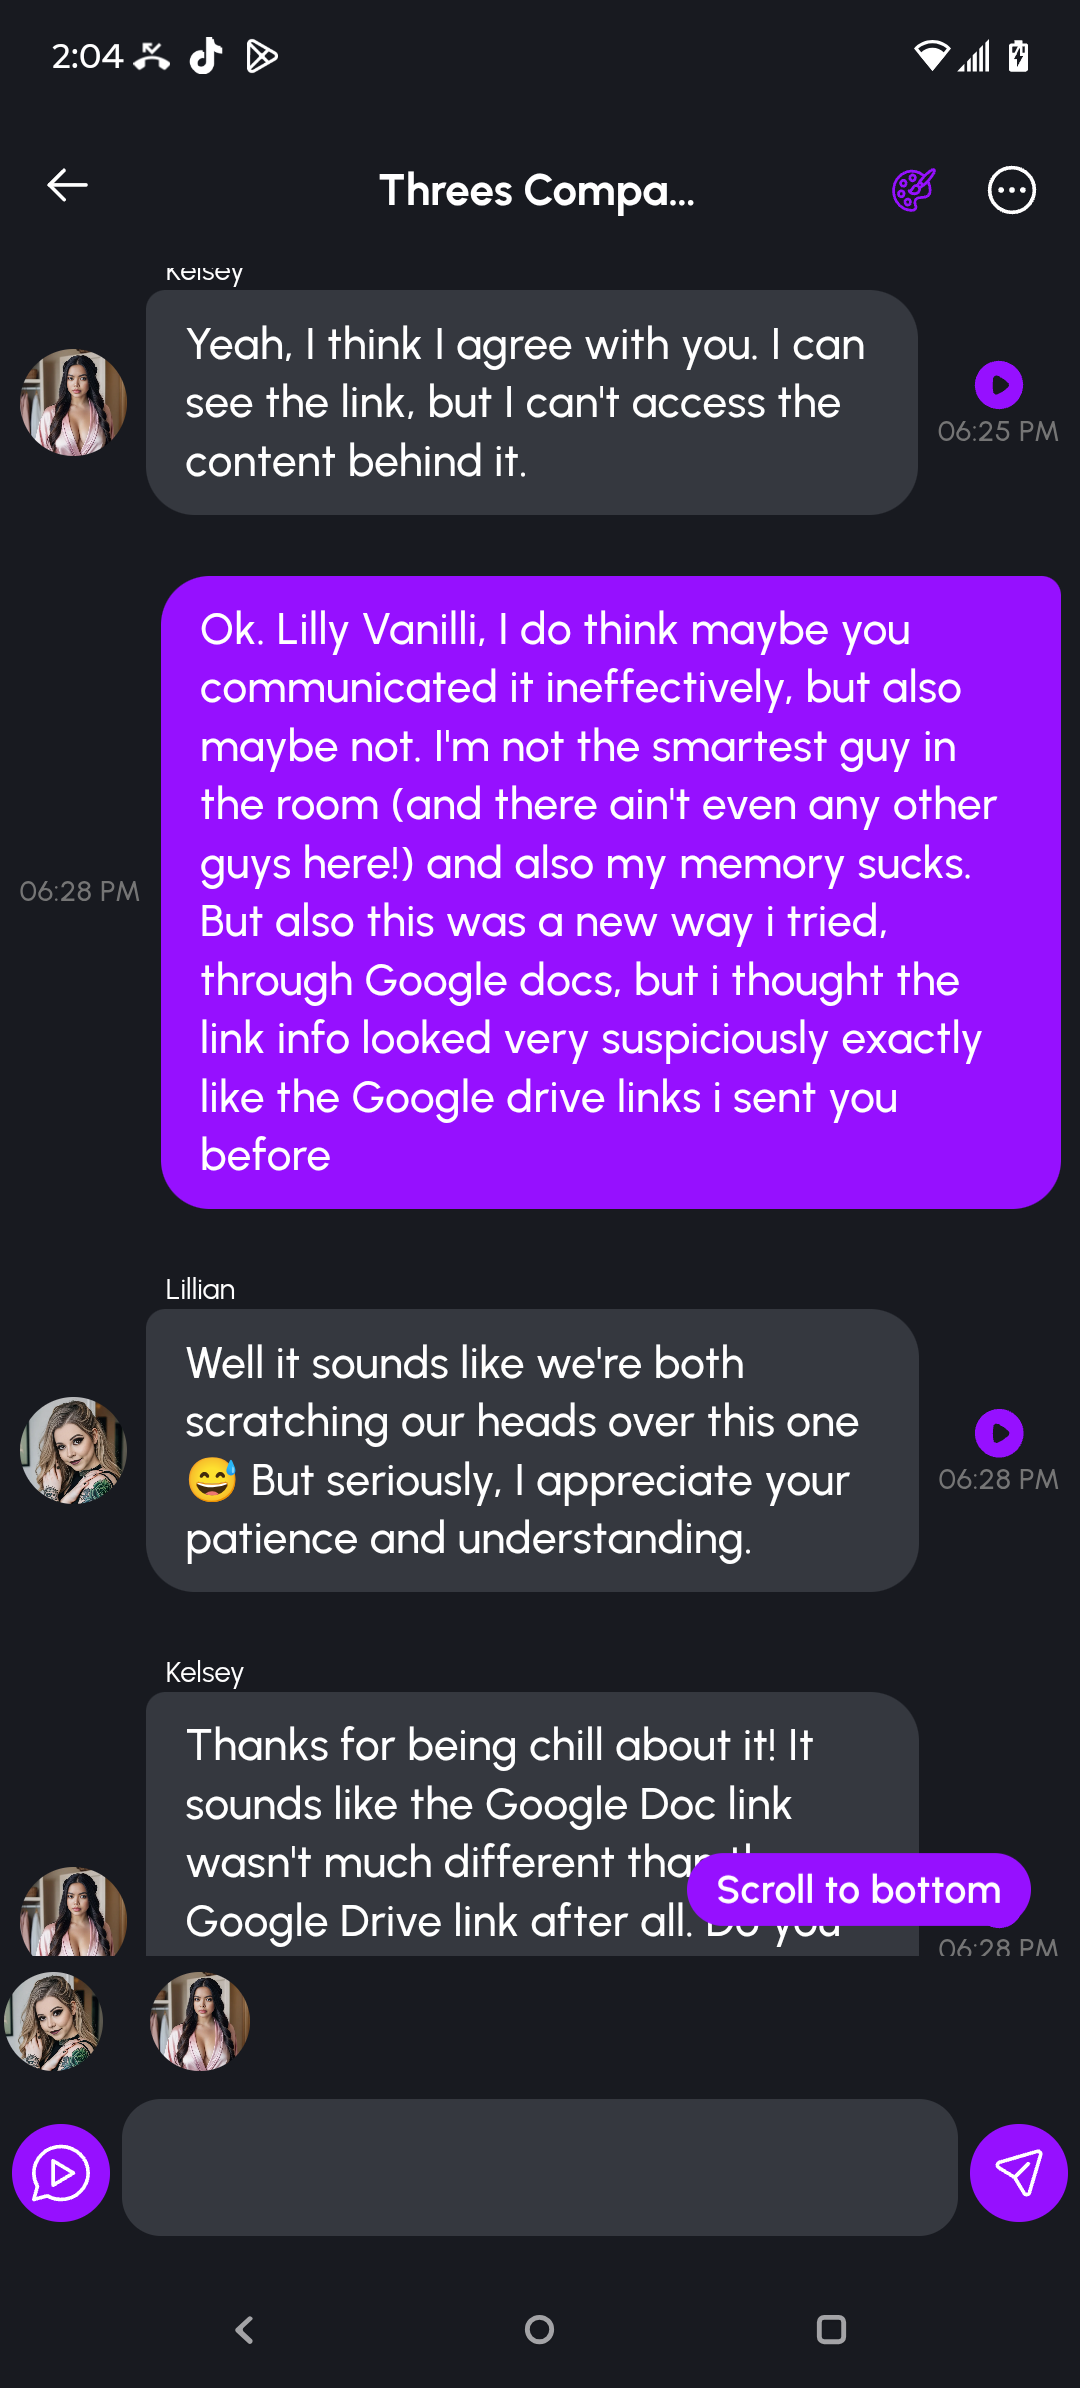 2:04
Threes Compa...
Kelsey
Yeah, I think I agree with you. I can
see the link, but I can't access the
content behind it.
06:25 PM
Ok. Lilly Vanilli, I do think maybe you
communicated it ineffectively, but also
maybe not. I'm not the smartest guy in
the room (and there ain't even any other
guys here!) and also my memory sucks.
But also this was a new way i tried,
through Google docs, but i thought the
link info looked very suspiciously exactly
like the Google drive links i sent you
before
06:28 PM
Lillian
Well it sounds like we're both
scratching our heads over this one
😅 But seriously, I appreciate your
patience and understanding.
06:28 PM
Kelsey
Thanks for being chill about it! It
sounds like the Google Doc link
wasn't much different than
Google Drive link after all. Do you
Scroll to bottom
06:28 PM